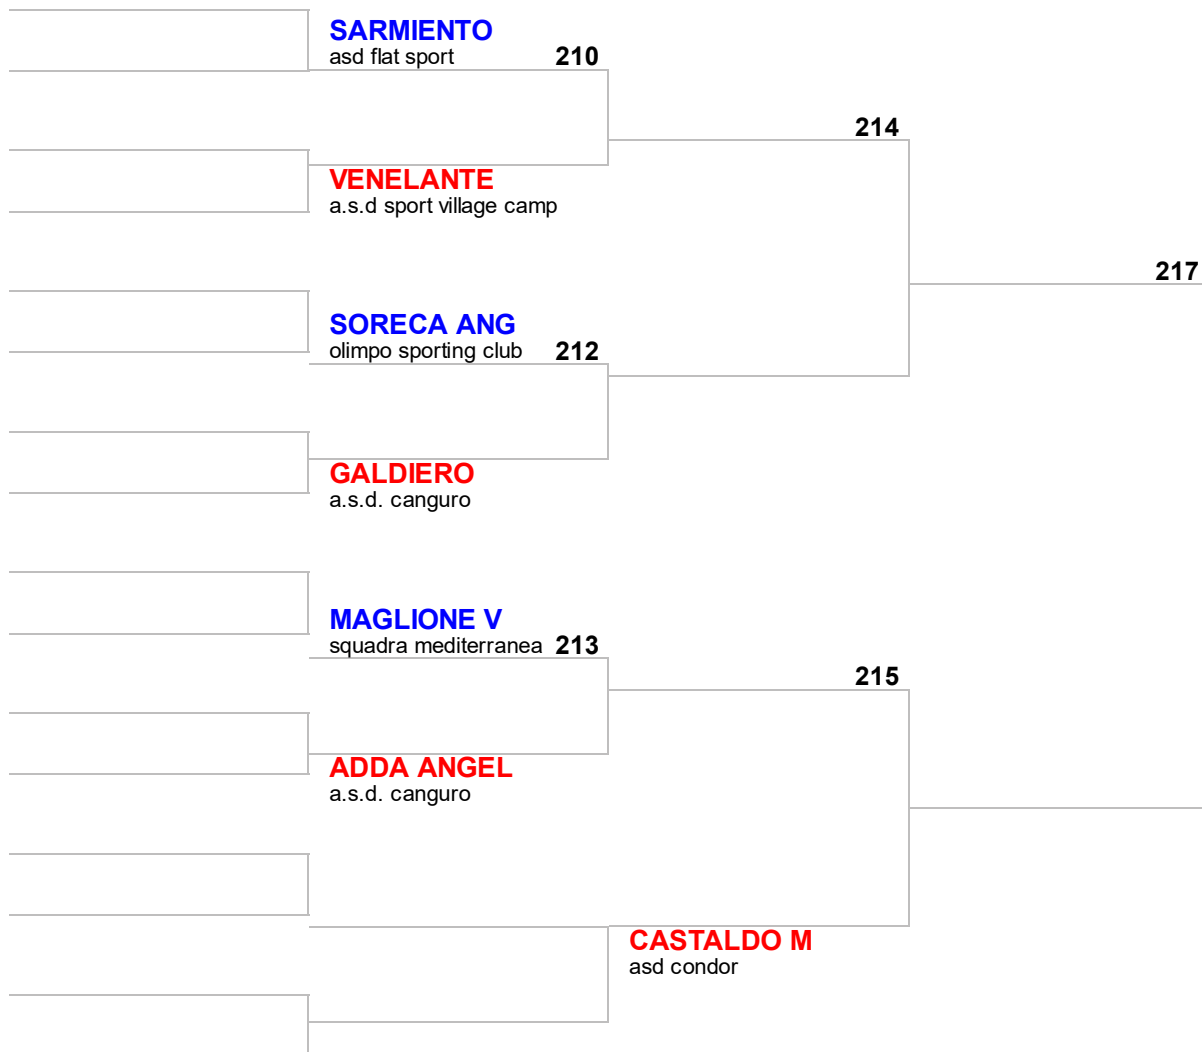 SARMIENTO
asd flat sport 210
214
VENELANTE
a.s.d sport village camp
217
SORECA ANG
olimpo sporting club 212
GALDIERO
a.s.d. canguro
MAGLIONE V
squadra mediterranea 213
215
ADDA ANGEL
a.s.d. canguro
CASTALDO M
asd condor